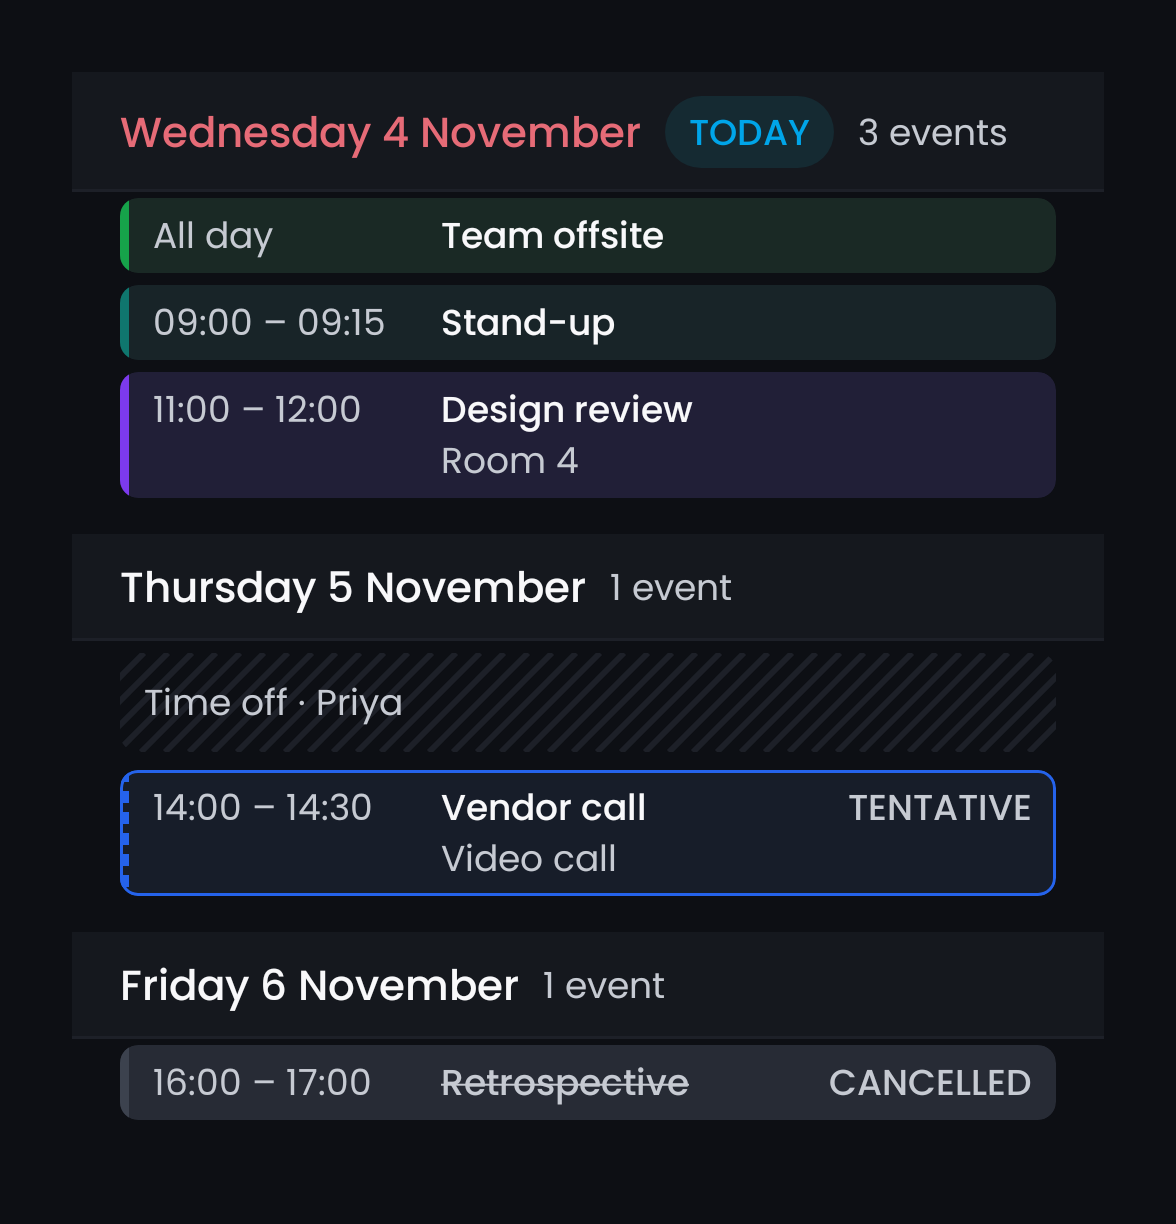 Wednesday 4 November TODAY 3 events
All day Team offsite
09:00 – 09:15 Stand-up
11:00 – 12:00 Design review
Room 4
Thursday 5 November 1 event
Time off · Priya
14:00 – 14:30 Vendor call TENTATIVE
Video call
Friday 6 November 1 event
16:00 – 17:00 Retrospective CANCELLED